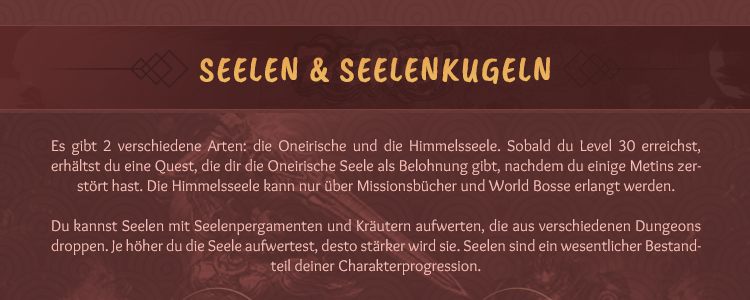 SEELEN & SEELENKUGELN
Es gibt 2 verschiedene Arten: die Oneirische und die Himmelsseele. Sobald du Level 30 erreichst,
erhältst du eine Quest, die dir die Oneirische Seele als Belohnung gibt, nachdem du einige Metins zer-
stört hast. Die Himmelsseele kann nur über Missionsbücher und World Bosse erlangt werden.
Du kannst Seelen mit Seelenpergamenten und Kräutern aufwerten, die aus verschiedenen Dungeons
droppen. Je höher du die Seele aufwertest, desto stärker wird sie. Seelen sind ein wesentlicher Bestand-
teil deiner Charakterprogression.